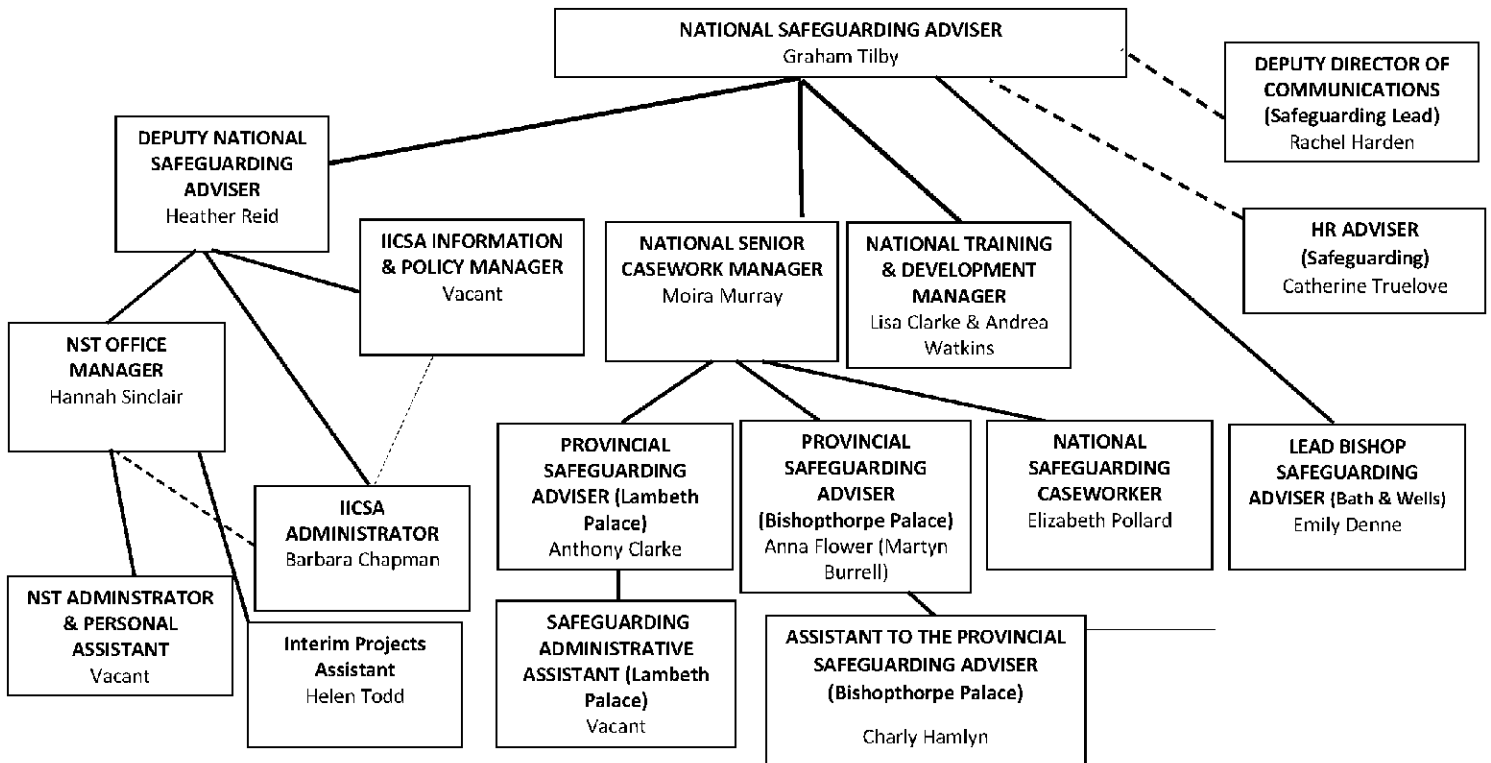 NATIONAL SAFEGUARDING ADVISER
Graham Tilby
DEPUTY DIRECTOR OF
COMMUNICATIONS
(Safeguarding Lead)
Rachel Harden
DEPUTY NATIONAL
SAFEGUARDING
ADVISER
Heather Reid
IICSA INFORMATION
& POLICY MANAGER
Vacant
NATIONAL SENIOR
CASEWORK MANAGER
Moira Murray
NATIONAL TRAINING
& DEVELOPMENT
MANAGER
Lisa Clarke & Andrea
Watkins
HR ADVISER
(Safeguarding)
Catherine Truelove
NST OFFICE
MANAGER
Hannah Sinclair
IICSA
ADMINISTRATOR
Barbara Chapman
PROVINCIAL
SAFEGUARDING
ADVISER (Lambeth
Palace)
Anthony Clarke
PROVINCIAL
SAFEGUARDING
ADVISER
(Bishopthorpe Palace)
Anna Flower (Martyn
Burrell)
NATIONAL
SAFEGUARDING
CASEWORKER
Elizabeth Pollard
LEAD BISHOP
SAFEGUARDING
ADVISER (Bath & Wells)
Emily Denne
NST ADMINSTRATOR
& PERSONAL
ASSISTANT
Vacant
Interim Projects
Assistant
Helen Todd
SAFEGUARDING
ADMINISTRATIVE
ASSISTANT (Lambeth
Palace)
Vacant
ASSISTANT TO THE PROVINCIAL
SAFEGUARDING ADVISER
(Bishopthorpe Palace)
Charly Hamlyn